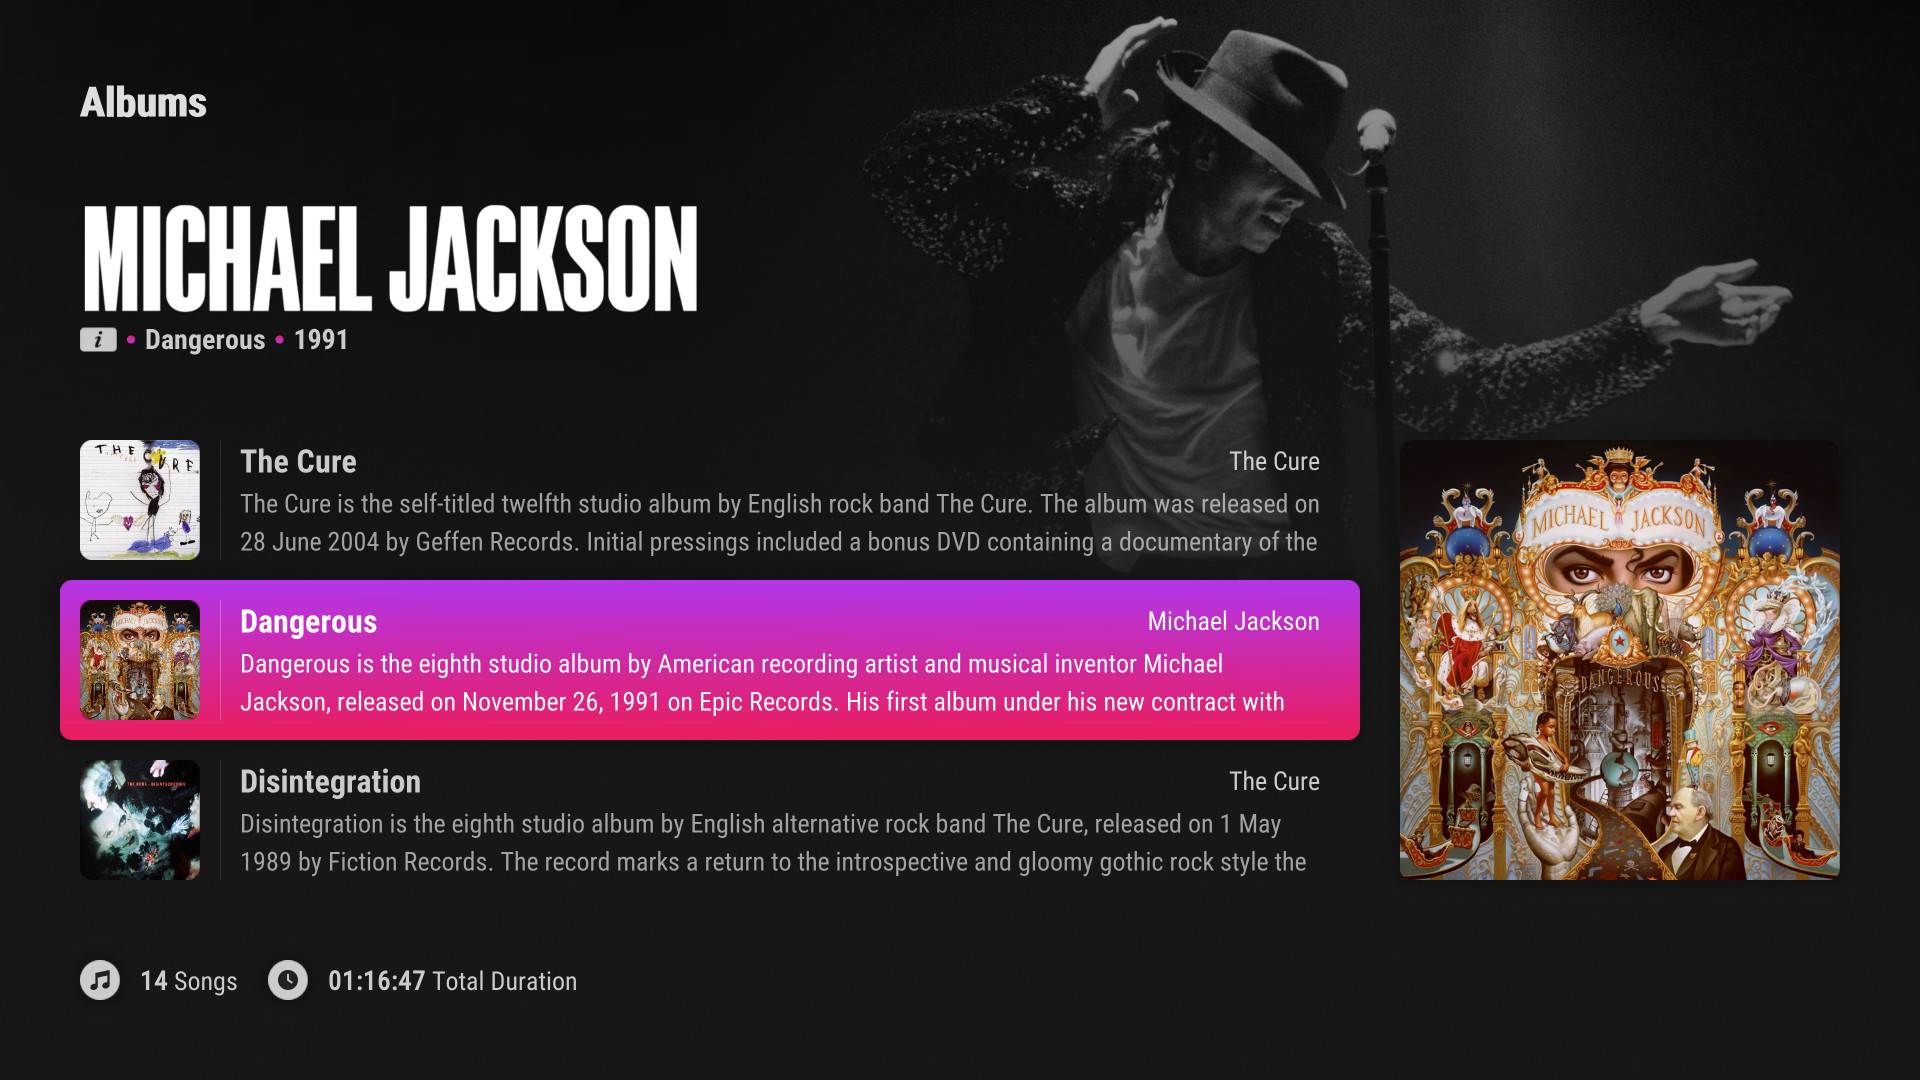 Albums
MICHAEL JACKSON
i • Dangerous • 1991
THE CURE
The Cure
The Cure
The Cure is the self-titled twelfth studio album by English rock band The Cure. The album was released on
28 June 2004 by Geffen Records. Initial pressings included a bonus DVD containing a documentary of the
Dangerous
Michael Jackson
Dangerous is the eighth studio album by American recording artist and musical inventor Michael
Jackson, released on November 26, 1991 on Epic Records. His first album under his new contract with
THE CURE • DISINTEGRATION
Disintegration
The Cure
Disintegration is the eighth studio album by English alternative rock band The Cure, released on 1 May
1989 by Fiction Records. The record marks a return to the introspective and gloomy gothic rock style the
MICHAEL JACKSON
DANGEROUS
14 Songs
01:16:47 Total Duration